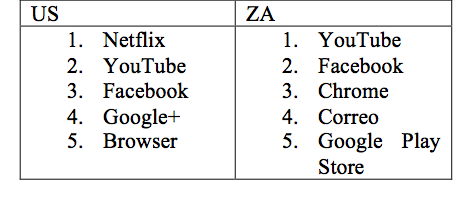 US
1. Netflix
2. YouTube
3. Facebook
4. Google+
5. Browser
ZA
1. YouTube
2. Facebook
3. Chrome
4. Correo
5. Google Play
Store